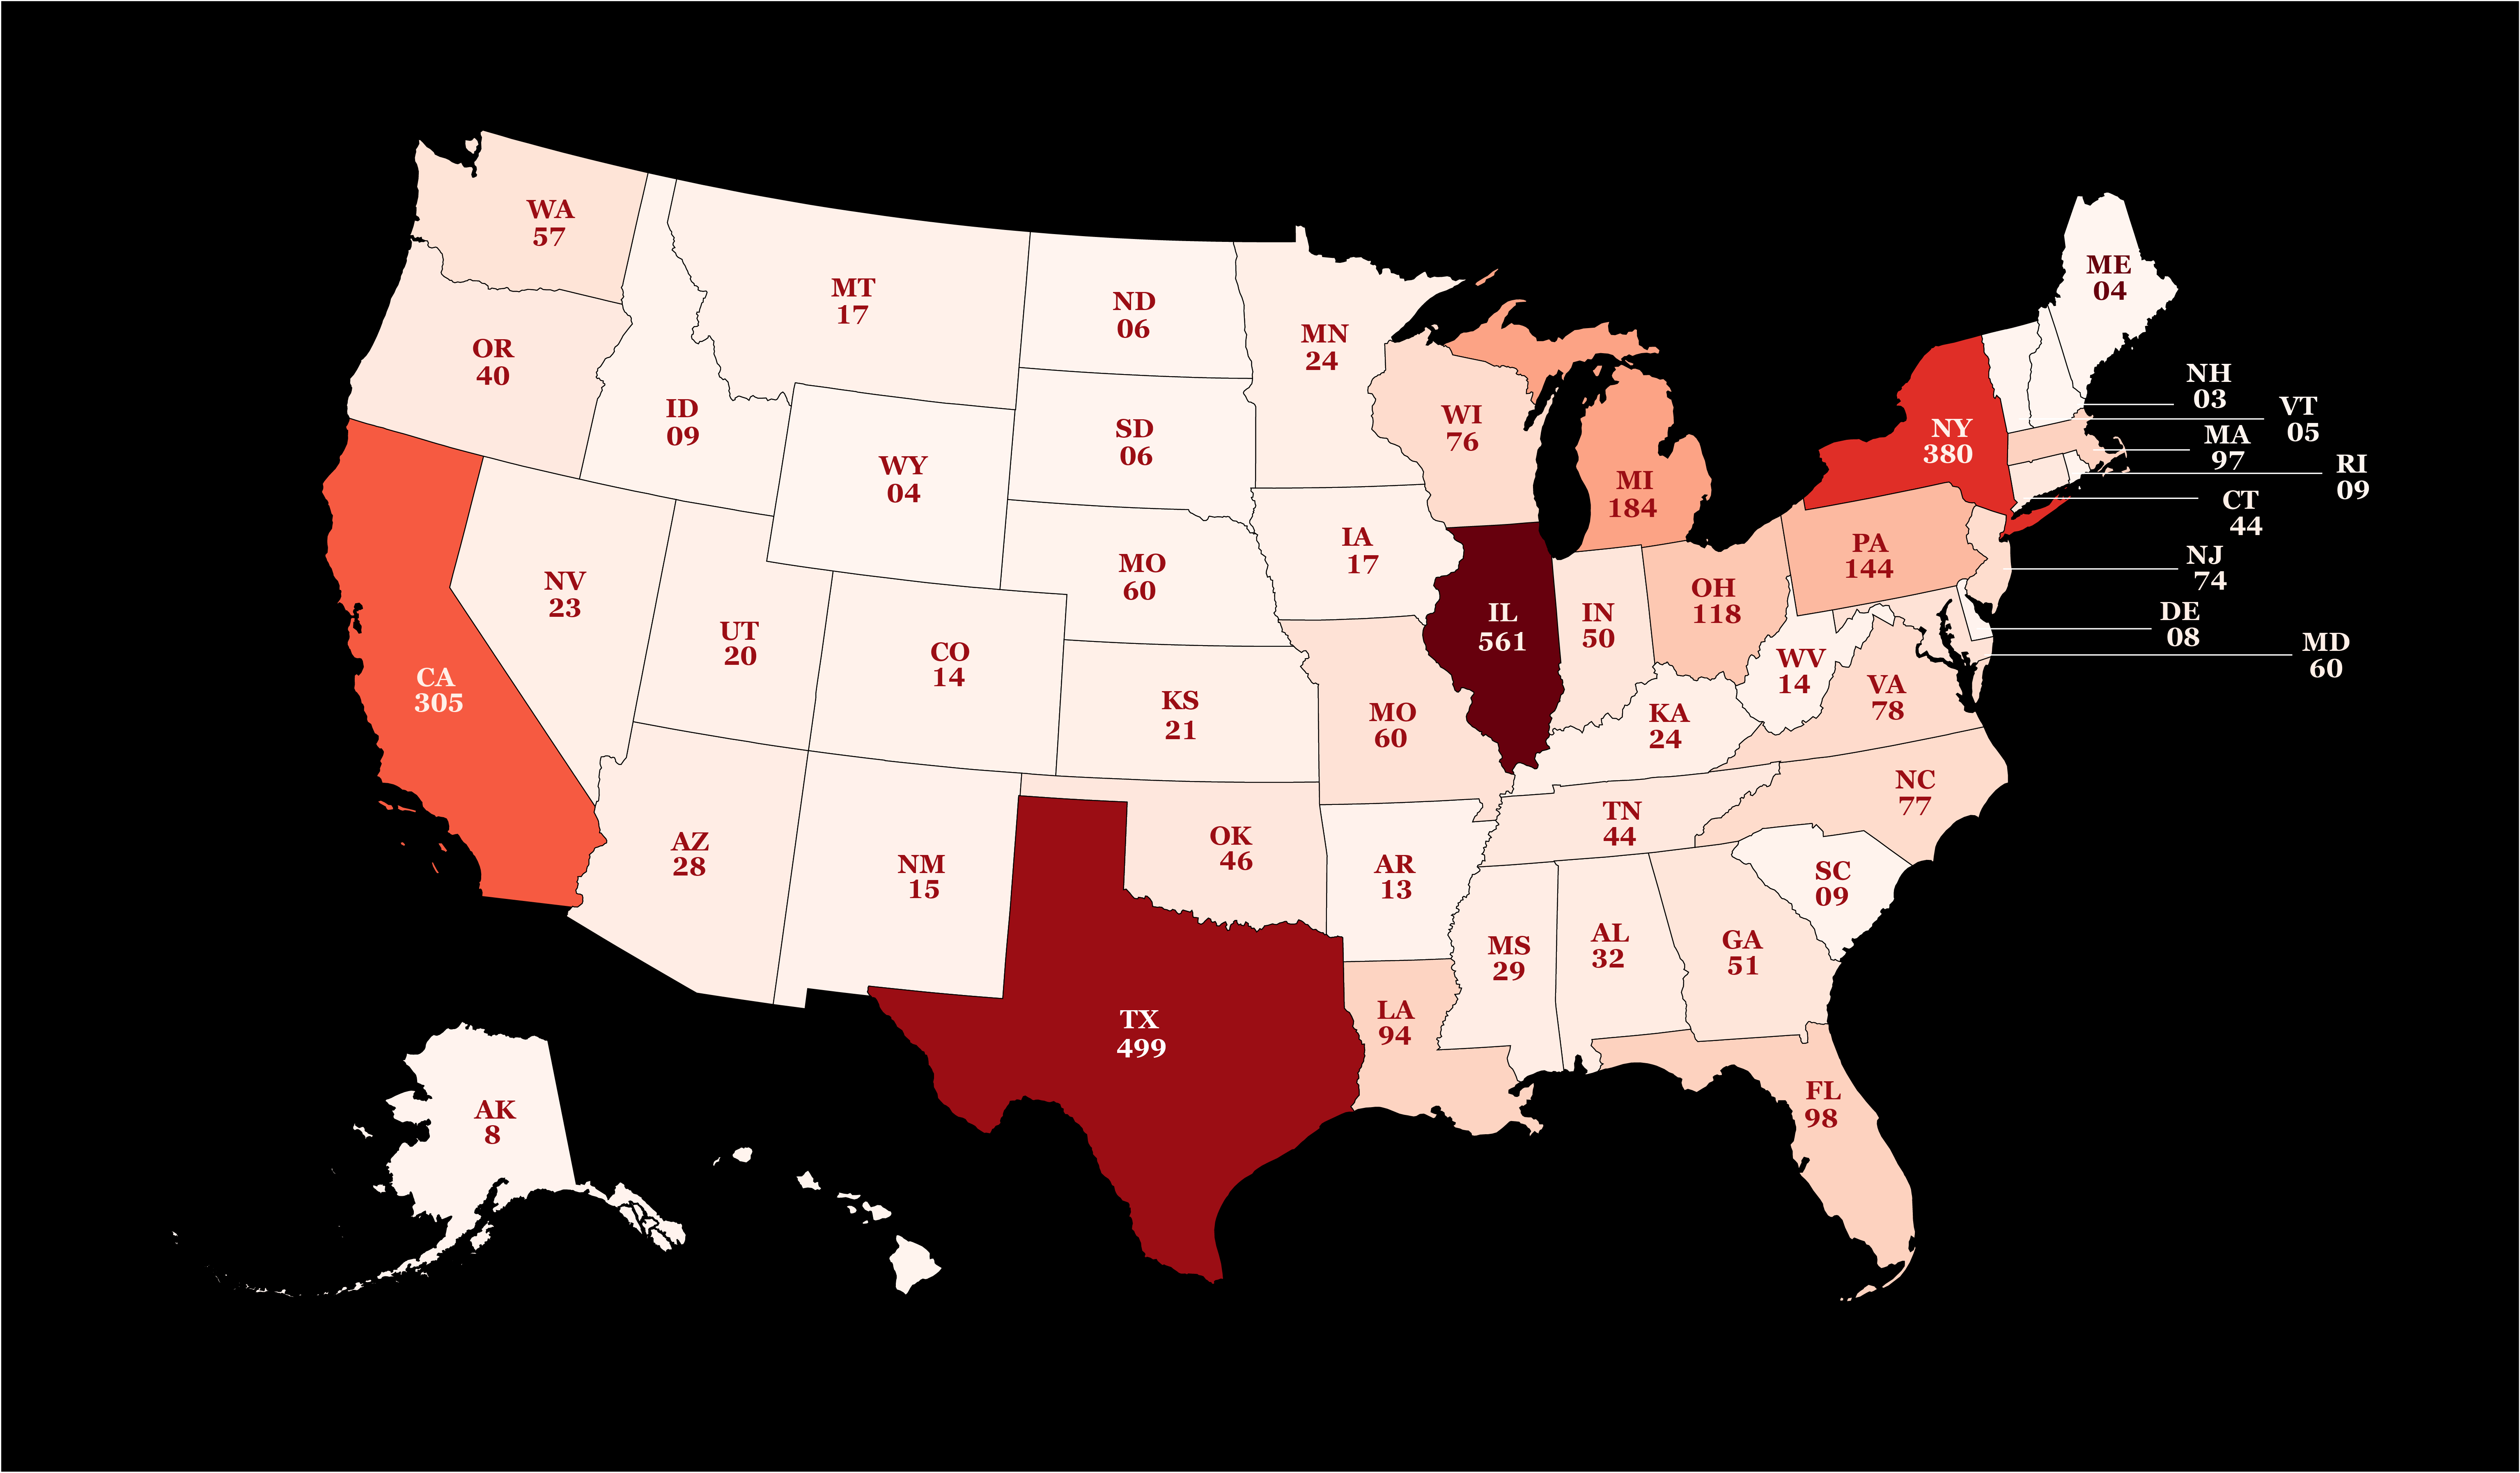 WA
57
OR
40
CA
305
ID
09
NV
23
MT
17
WY
04
UT
20
AZ
28
CO
14
NM
15
ND
06
SD
06
MO
60
KS
21
OK
46
TX
499
MN
24
IA
17
MO
60
AR
13
LA
94
WI
76
IL
561
MI
184
IN
50
OH
118
KA
24
TN
44
MS
29
AL
32
GA
51
FL
98
SC
09
NC
77
VA
78
WV
14
PA
144
NY
380
ME
04
NH
03
VT
05
MA
97
RI
09
CT
44
NJ
74
DE
08
MD
60
AK
8